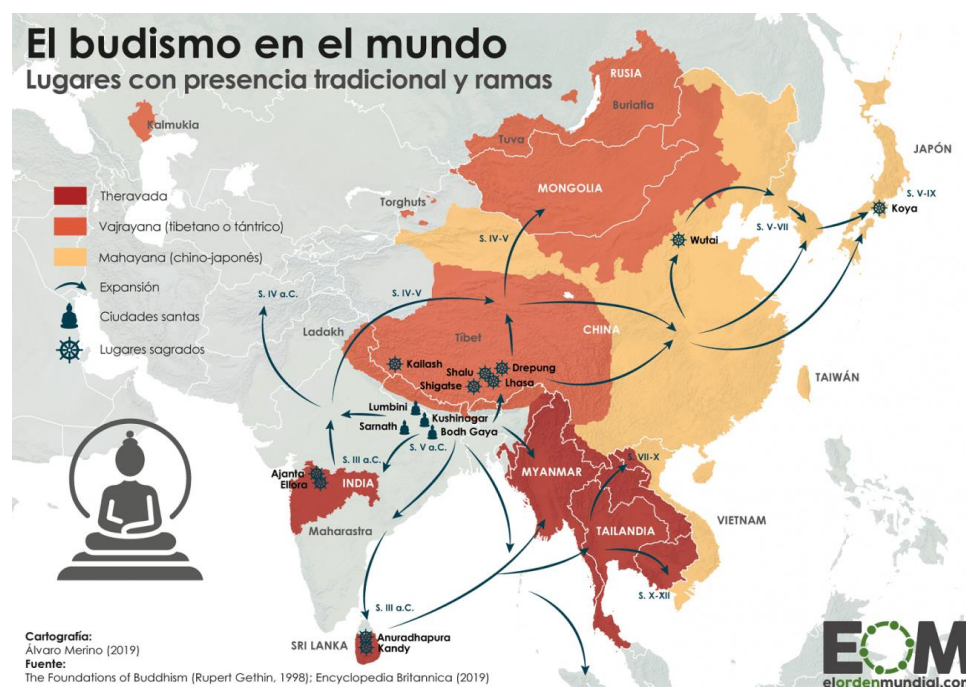 El budismo en el mundo
Lugares con presencia tradicional y ramas
Theravada
Vajrayana (tibetano o tántrico)
Mahayana (chino-japonés)
Expansión
Ciudades santas
Lugares sagrados
Kalmukia
RUSIA
Buriatia
Tuva
MONGOLIA
Torghuts
JAPÓN
S. V-IX
Koya
S. V-VII
Wutai
S. IV-V
S. IV a.C.
S. IV-V
Ladakh
Tíbet
CHINA
Kailash
Shalu
Drepung
Shigatse
Lhasa
TAIWÁN
Lumbini
Kushinagar
Sarnath
Bodh Gaya
S. V a.C.
S. III a.C.
Ajanta
Ellora
INDIA
Maharastra
MYANMAR
S. VII-X
TAILANDIA
VIETNAM
S. X-XII
S. III a.C.
SRI LANKA
Anuradhapura
Kandy
Cartografía:
Álvaro Merino (2019)
Fuente:
The Foundations of Buddhism (Rupert Gethin, 1998); Encyclopedia Britannica (2019)
EOM
elordenmundial.com